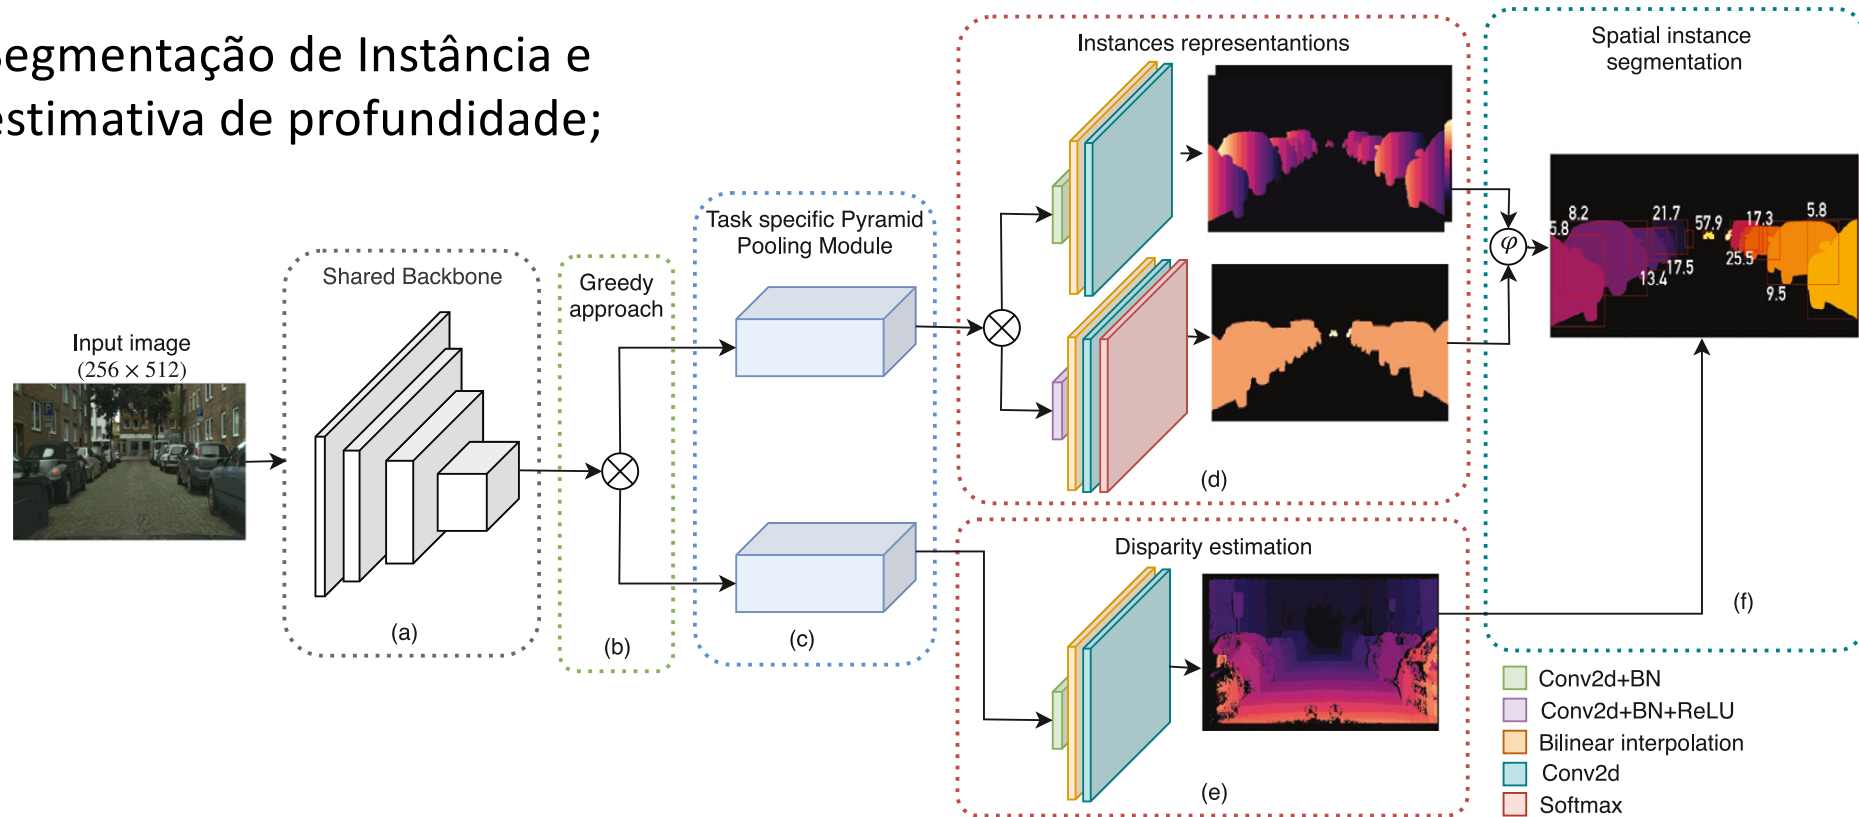 egmentação de Instância e
estimativa de profundidade;
Input image
(256 × 512)
Shared Backbone
(a)
Greedy
approach
(b)
Task specific Pyramid
Pooling Module
(c)
Instances representantions
(d)
Disparity estimation
(e)
Spatial instance
segmentation
5.8
8.2
21.7
57.9
17.3
5.8
13.4
17.5
25.5
9.5
φ
(f)
Conv2d+BN
Conv2d+BN+ReLU
Bilinear interpolation
Conv2d
Softmax